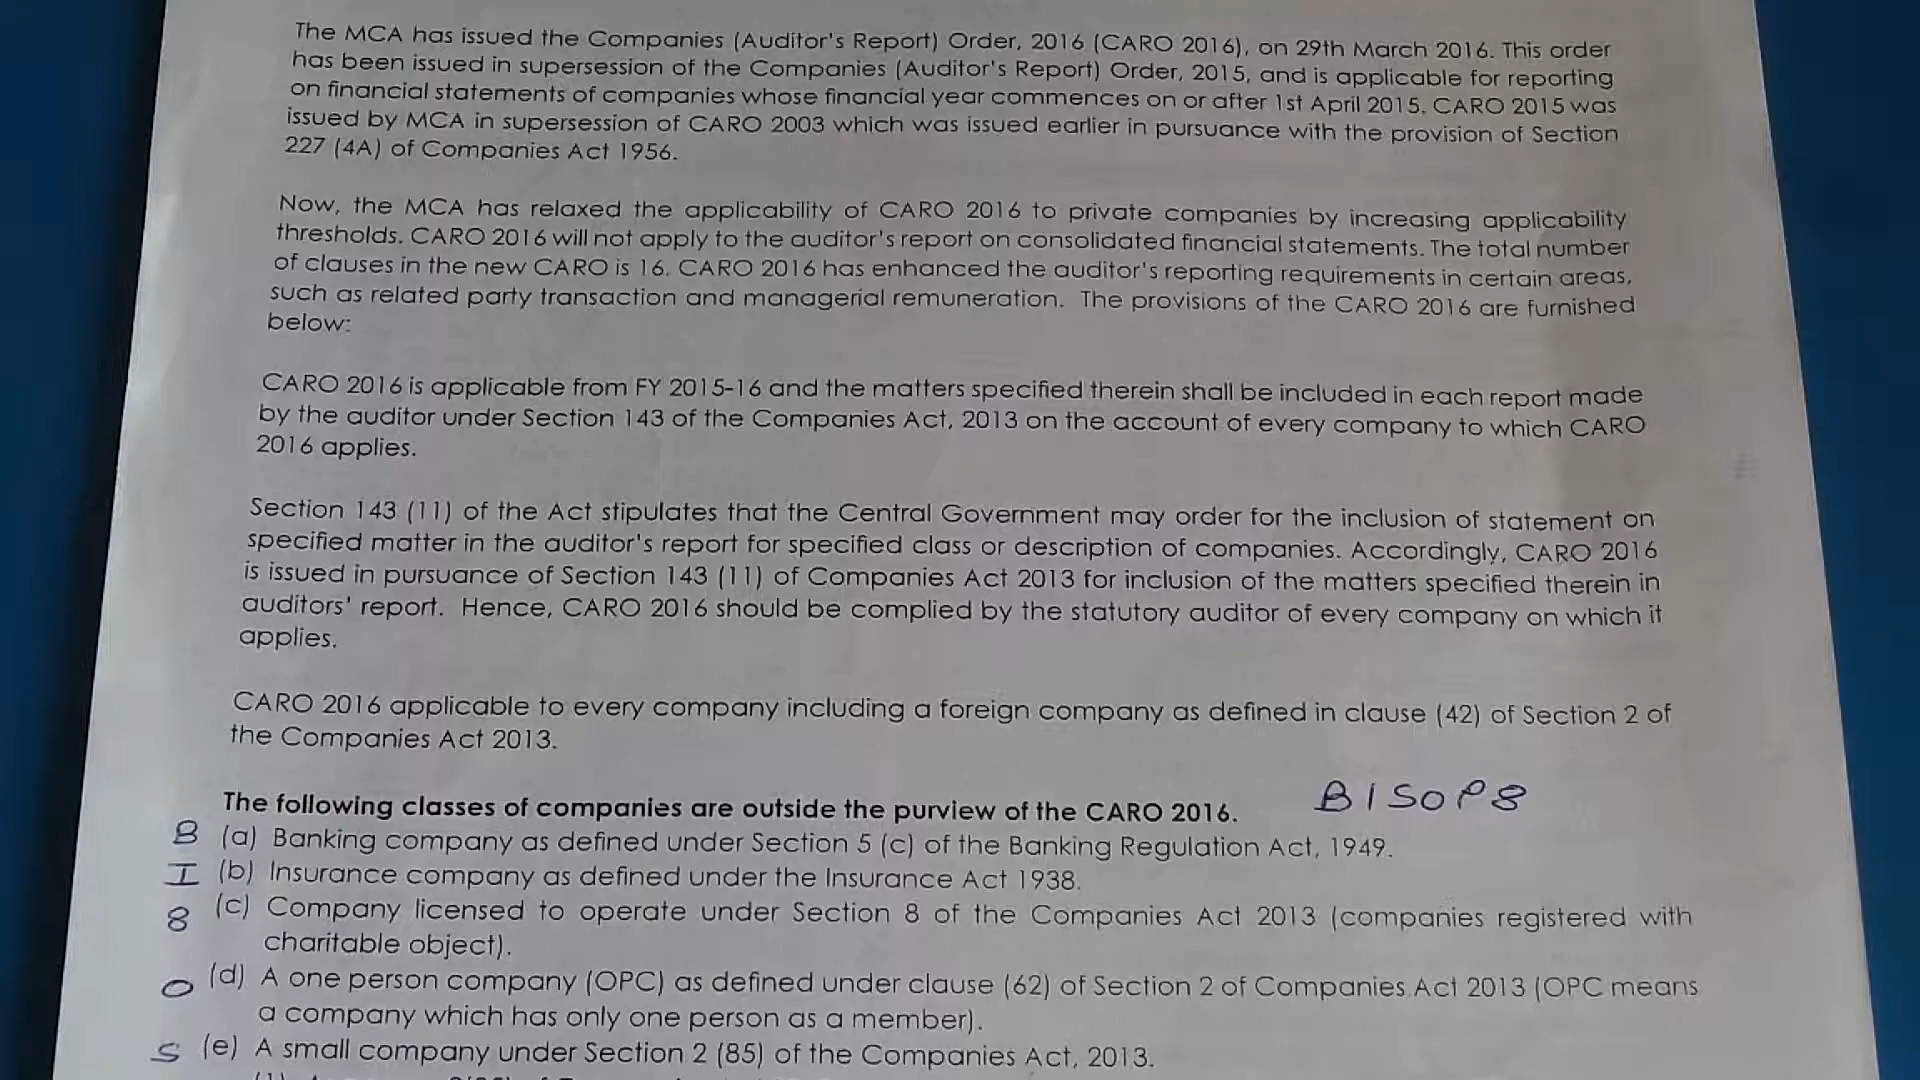 The MCA has issued the Companies (Auditor's Report) Order, 2016 (CARO 2016), on 29th March 2016. This order
has been issued in supersession of the Companies (Auditor's Report) Order, 2015, and is applicable for reporting
on financial statements of companies whose financial year commences on or after 1st April 2015. CARO 2015 was
issued by MCA in supersession of CARO 2003 which was issued earlier in pursuance with the provision of Section
227 (4A) of Companies Act 1956.
Now, the MCA has relaxed the applicability of CARO 2016 to private companies by increasing applicability
thresholds. CARO 2016 will not apply to the auditor's report on consolidated financial statements. The total number
of clauses in the new CARO is 16. CARO 2016 has enhanced the auditor's reporting requirements in certain areas,
such as related party transaction and managerial remuneration. The provisions of the CARO 2016 are furnished
below:
CARO 2016 is applicable from FY 2015-16 and the matters specified therein shall be included in each report made
by the auditor under Section 143 of the Companies Act, 2013 on the account of every company to which CARO
2016 applies.
Section 143 (11) of the Act stipulates that the Central Government may order for the inclusion of statement on
specified matter in the auditor's report for specified class or description of companies. Accordingly, CARO 2016
is issued in pursuance of Section 143 (11) of Companies Act 2013 for inclusion of the matters specified therein in
auditors' report. Hence, CARO 2016 should be complied by the statutory auditor of every company on which it
applies.
CARO 2016 applicable to every company including a foreign company as defined in clause (42) of Section 2 of
the Companies Act 2013.
The following classes of companies are outside the purview of the CARO 2016. BISOP8
B (a) Banking company as defined under Section 5 (c) of the Banking Regulation Act, 1949.
I (b) Insurance company as defined under the Insurance Act 1938.
8 (c) Company licensed to operate under Section 8 of the Companies Act 2013 (companies registered with
charitable object).
O (d) A one person company (OPC) as defined under clause (62) of Section 2 of Companies Act 2013 (OPC means
a company which has only one person as a member).
S (e) A small company under Section 2 (85) of the Companies Act, 2013.